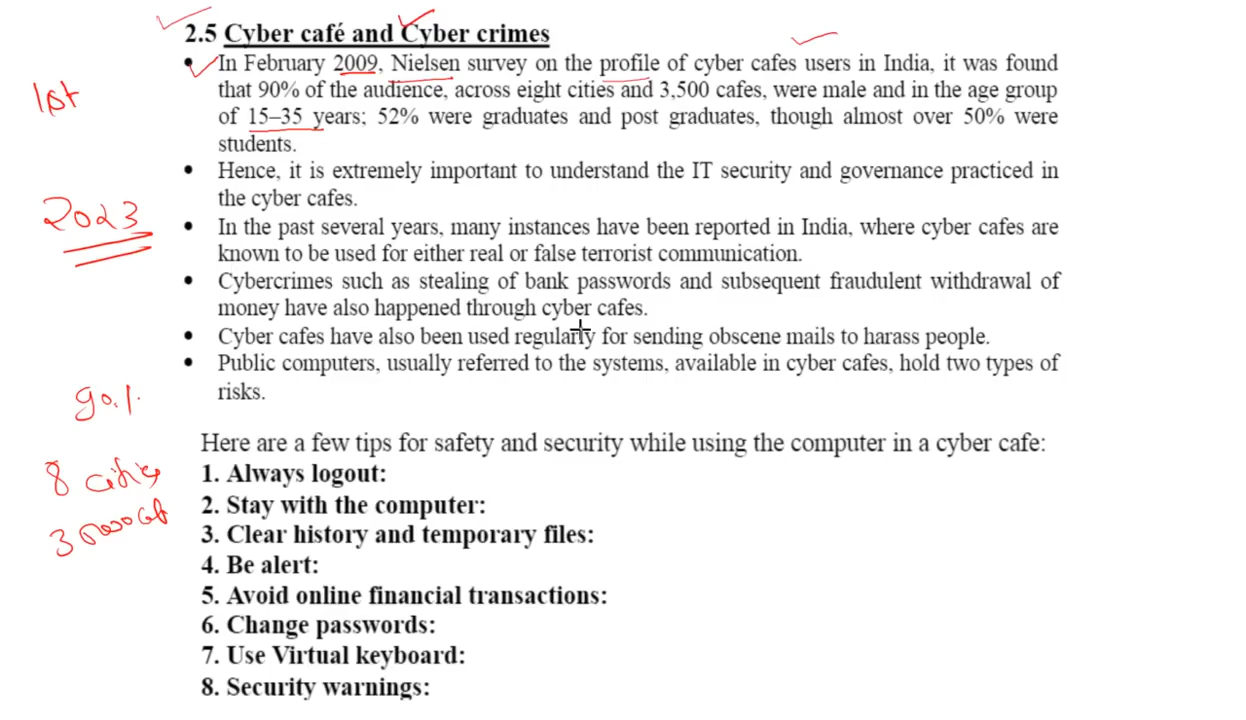 2.5 Cyber café and Cyber crimes
• In February 2009, Nielsen survey on the profile of cyber cafes users in India, it was found
that 90% of the audience, across eight cities and 3,500 cafes, were male and in the age group
of 15–35 years; 52% were graduates and post graduates, though almost over 50% were
students.
1st
• Hence, it is extremely important to understand the IT security and governance practiced in
the cyber cafes.
2023
• In the past several years, many instances have been reported in India, where cyber cafes are
known to be used for either real or false terrorist communication.
• Cybercrimes such as stealing of bank passwords and subsequent fraudulent withdrawal of
money have also happened through cyber cafes.
• Cyber cafes have also been used regularly for sending obscene mails to harass people.
• Public computers, usually referred to the systems, available in cyber cafes, hold two types of
risks.
90%
Here are a few tips for safety and security while using the computer in a cyber cafe:
1. Always logout:
8 cities
2. Stay with the computer:
3. Clear history and temporary files:
4. Be alert:
5. Avoid online financial transactions:
6. Change passwords:
7. Use Virtual keyboard:
8. Security warnings: